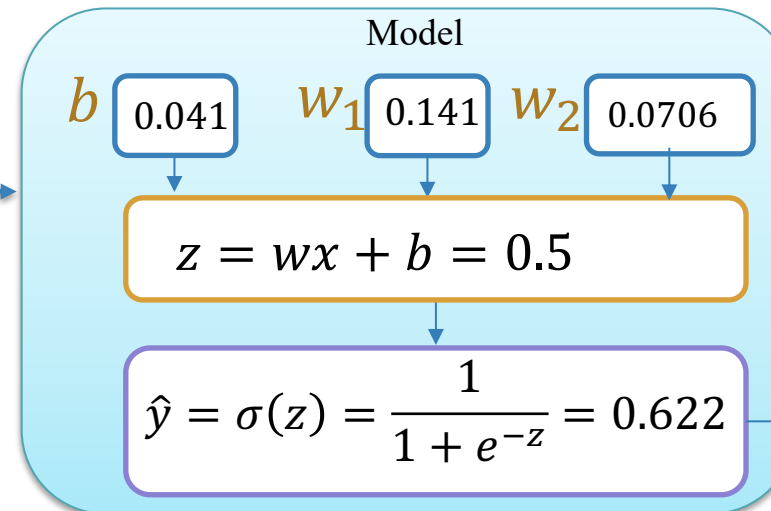 Model
b 0.041 w₁ 0.141 w₂ 0.0706
z = wx + b = 0.5
ŷ = σ(z) = 1 / (1 + e⁻ᶻ) = 0.622